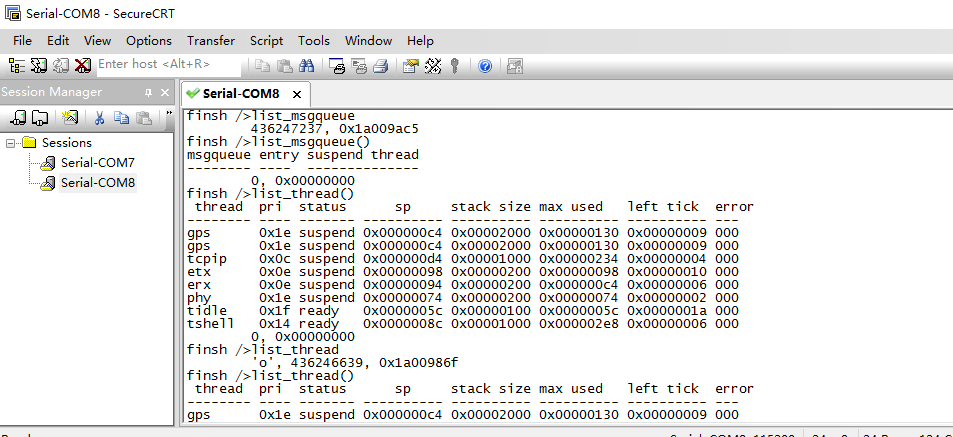 Serial-COM8 - SecureCRT
File Edit View Options Transfer Script Tools Window Help
Enter host <Alt+R>
Session Manager
Serial-COM8
Sessions
Serial-COM7
Serial-COM8
finsh />list_msgqueue
436247237, 0x1a009ac5
finsh />list_msgqueue()
msgqueue entry suspend thread
-------- ---- --------------
0, 0x00000000
finsh />list_thread()
thread pri status sp stack size max used left tick error
-------- ---- ------- ---------- ---------- ---------- ---------- ---
gps 0x1e suspend 0x000000c4 0x00002000 0x00000130 0x00000009 000
gps 0x1e suspend 0x000000c4 0x00002000 0x00000130 0x00000009 000
tcpip 0x0c suspend 0x000000d4 0x00001000 0x00000234 0x00000004 000
etx 0x0e suspend 0x00000098 0x00000200 0x00000098 0x00000010 000
erx 0x0e suspend 0x00000094 0x00000200 0x000000c4 0x00000006 000
phy 0x1e suspend 0x00000074 0x00000200 0x00000074 0x00000002 000
tidle 0x1f ready 0x0000005c 0x00000100 0x0000005c 0x0000001a 000
tshell 0x14 ready 0x0000008c 0x00001000 0x000002e8 0x00000006 000
0, 0x00000000
finsh />list_thread
'o', 436246639, 0x1a00986f
finsh />list_thread()
thread pri status sp stack size max used left tick error
-------- ---- ------- ---------- ---------- ---------- ---------- ---
gps 0x1e suspend 0x000000c4 0x00002000 0x00000130 0x00000009 000